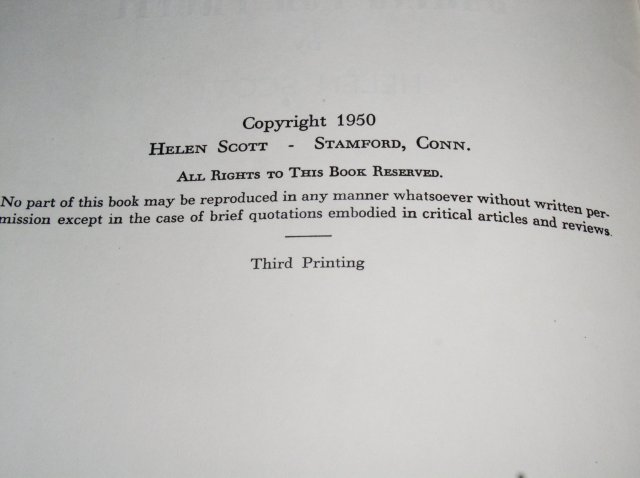 Copyright 1950
Helen Scott - Stamford, Conn.
All Rights to This Book Reserved.
No part of this book may be reproduced in any manner whatsoever without written per-
mission except in the case of brief quotations embodied in critical articles and reviews.
Third Printing